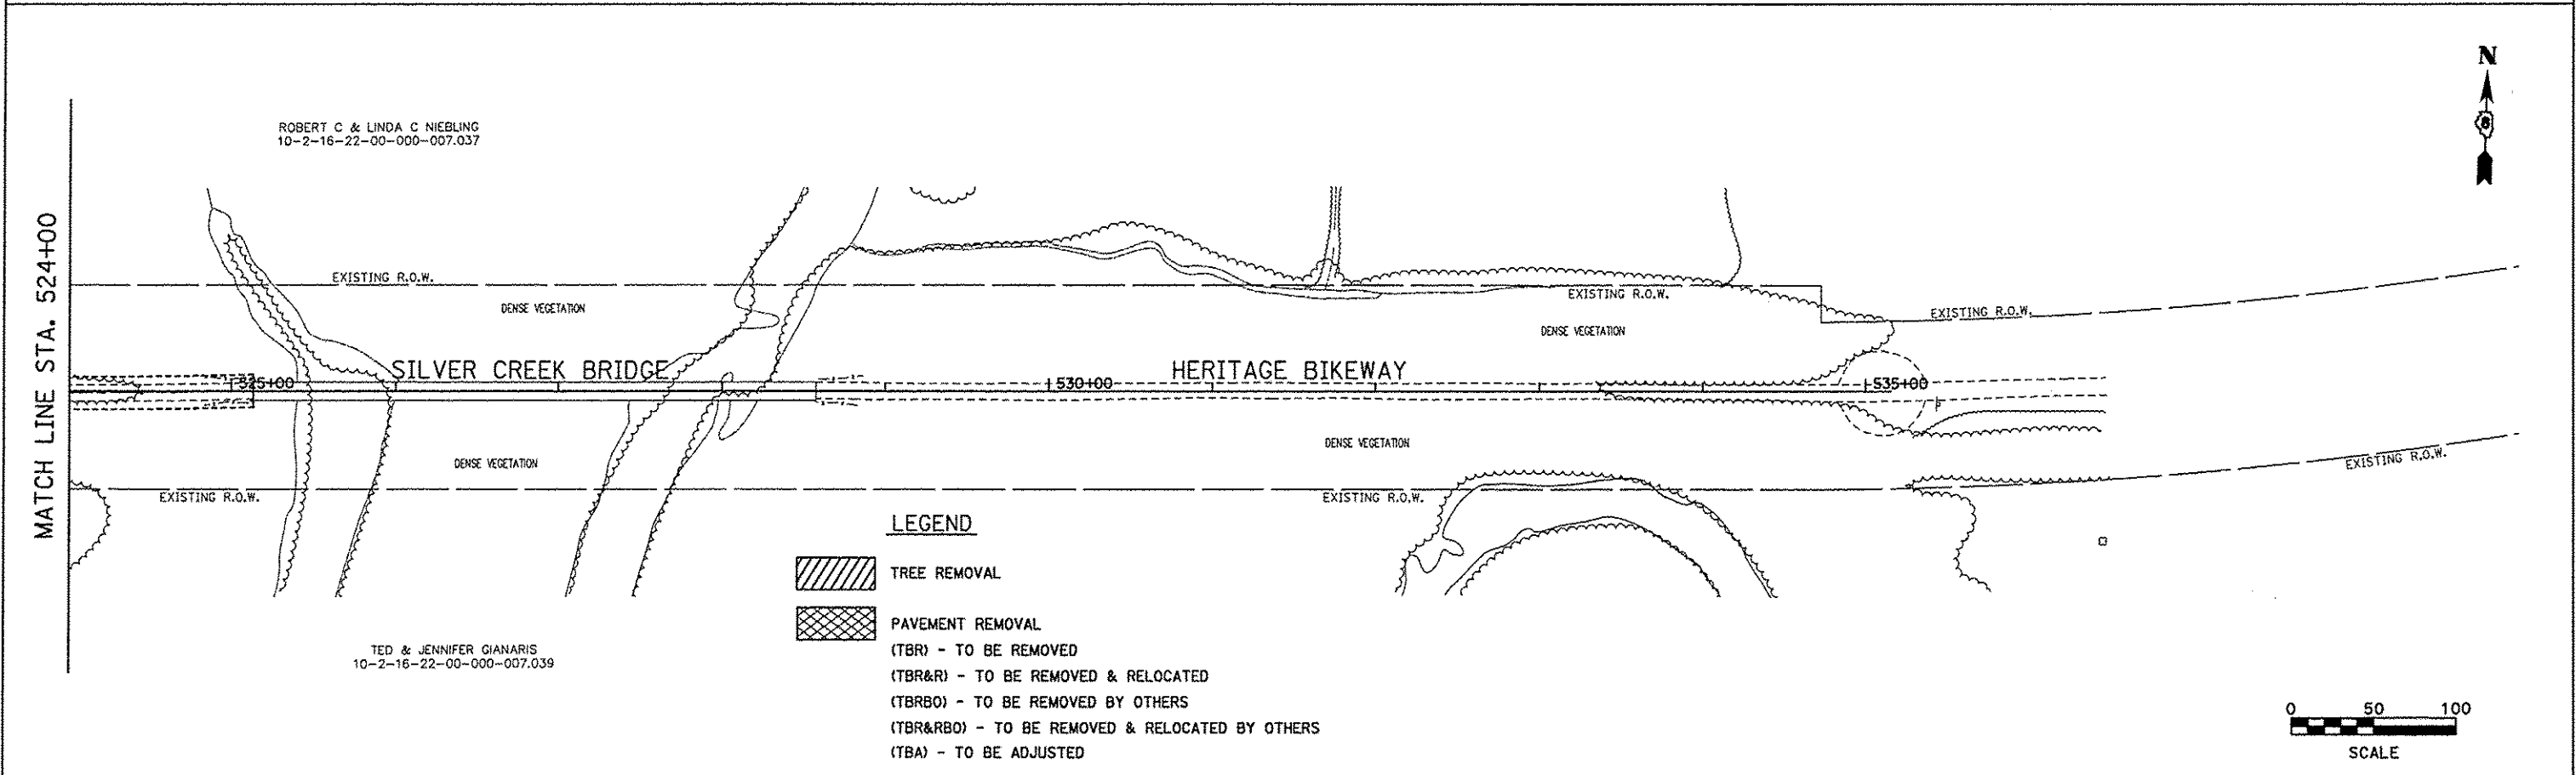 N
ROBERT C & LINDA C NIEBLING
10-2-16-22-00-000-007.037
MATCH LINE STA. 524+00
EXISTING R.O.W.
DENSE VEGETATION
EXISTING R.O.W.
EXISTING R.O.W.
DENSE VEGETATION
SILVER CREEK BRIDGE
HERITAGE BIKEWAY
525+00
530+00
535+00
DENSE VEGETATION
DENSE VEGETATION
EXISTING R.O.W.
EXISTING R.O.W.
EXISTING R.O.W.
LEGEND
TREE REMOVAL
PAVEMENT REMOVAL
(TBR) - TO BE REMOVED
(TBR&R) - TO BE REMOVED & RELOCATED
(TBRBO) - TO BE REMOVED BY OTHERS
(TBR&RBO) - TO BE REMOVED & RELOCATED BY OTHERS
(TBA) - TO BE ADJUSTED
TED & JENNIFER GIANARIS
10-2-16-22-00-000-007.039
0 50 100
SCALE